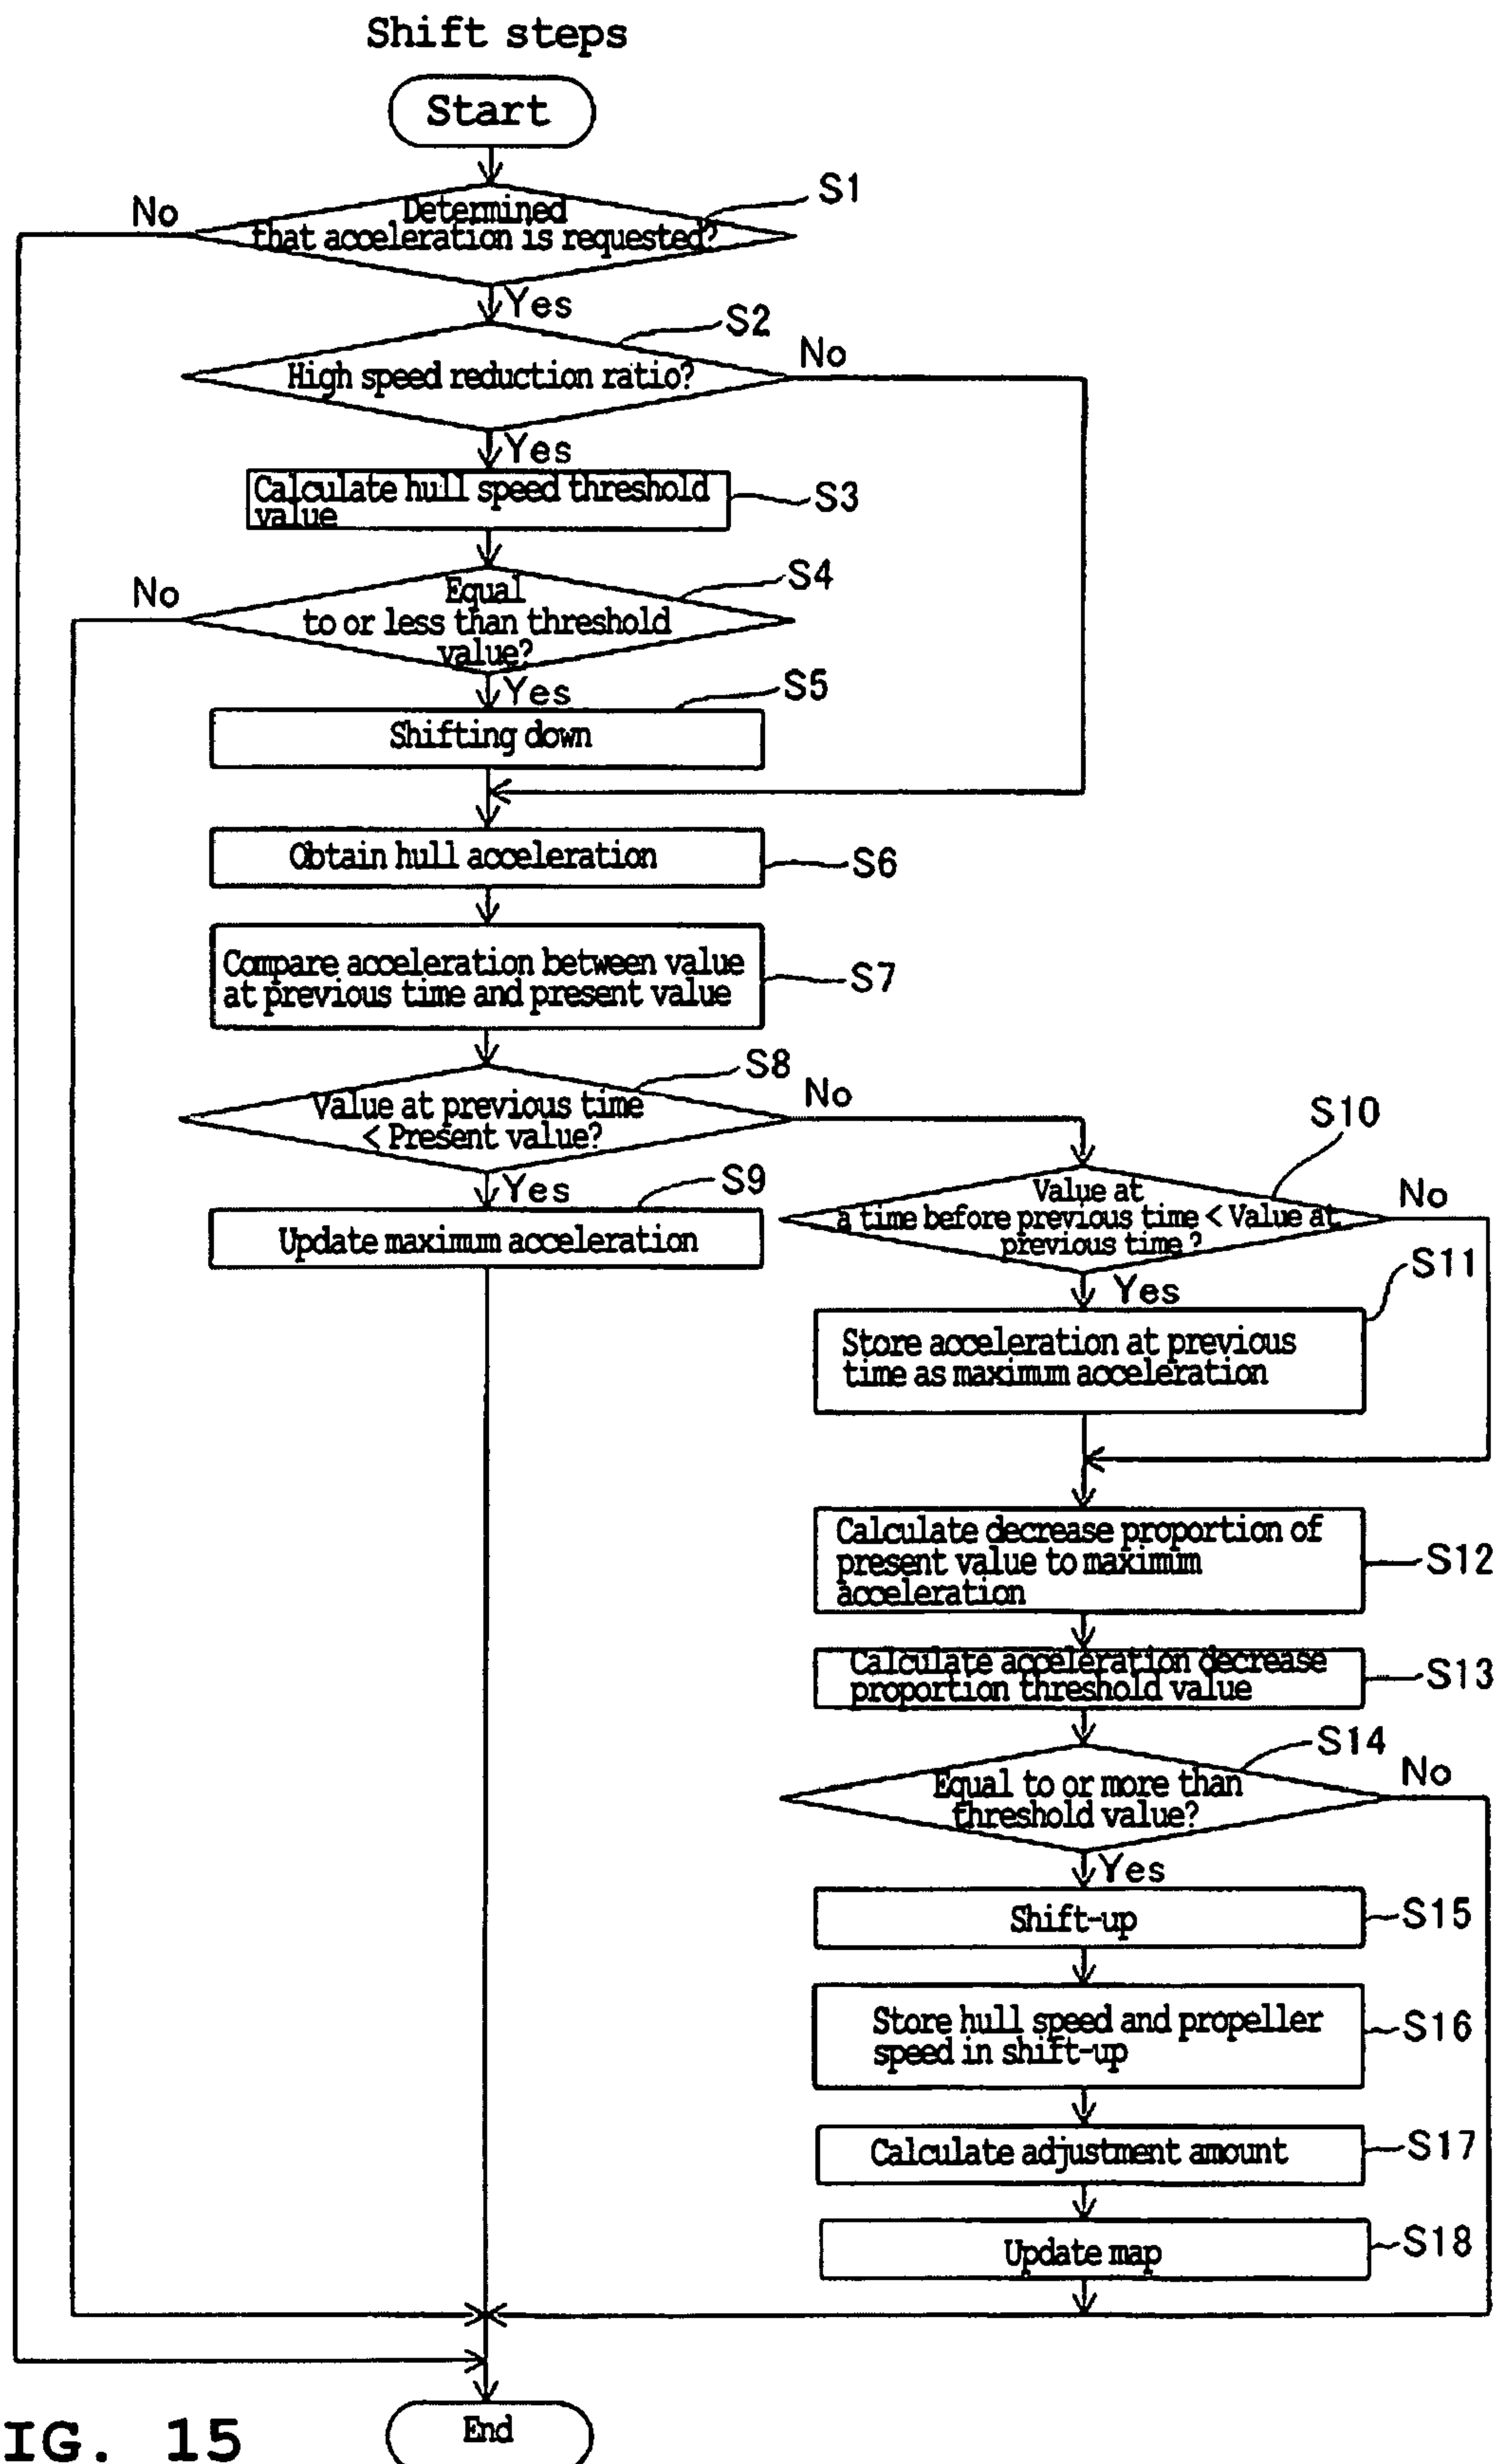 Shift steps
Start
S1
No
Determined
that acceleration is requested?
Yes
S2
No
High speed reduction ratio?
Yes
Calculate hull speed threshold
value
S3
No
S4
Equal
to or less than threshold
value?
Yes
S5
Shifting down
Obtain hull acceleration
S6
Compare acceleration between value
at previous time and present value
S7
S8
No
Value at previous time
< Present value?
Yes
S9
Update maximum acceleration
S10
No
Value at
a time before previous time < Value at
previous time?
Yes
S11
Store acceleration at previous
time as maximum acceleration
Calculate decrease proportion of
present value to maximum
acceleration
S12
Calculate acceleration decrease
proportion threshold value
S13
S14
No
Equal to or more than
threshold value?
Yes
Shift-up
S15
Store hull speed and propeller
speed in shift-up
S16
Calculate adjustment amount
S17
Update map
S18
End
IG. 15